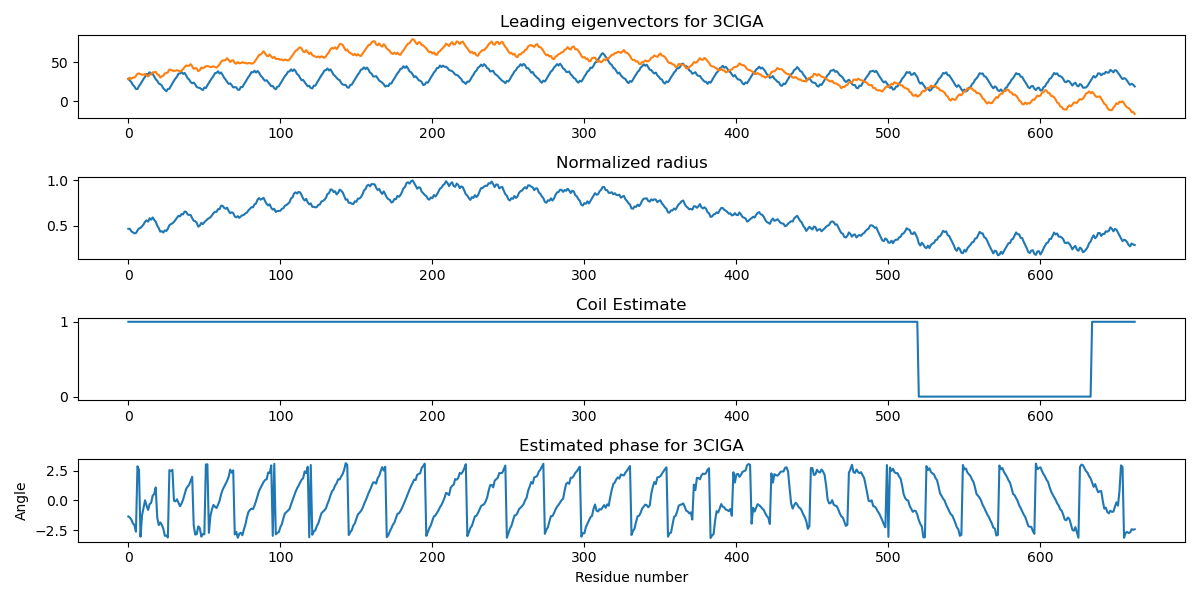 Leading eigenvectors for 3CIGA
50
0
0 100 200 300 400 500 600
Normalized radius
1.0
0.5
0 100 200 300 400 500 600
Coil Estimate
1
0
0 100 200 300 400 500 600
Estimated phase for 3CIGA
2.5
0.0
−2.5
Angle
0 100 200 300 400 500 600
Residue number